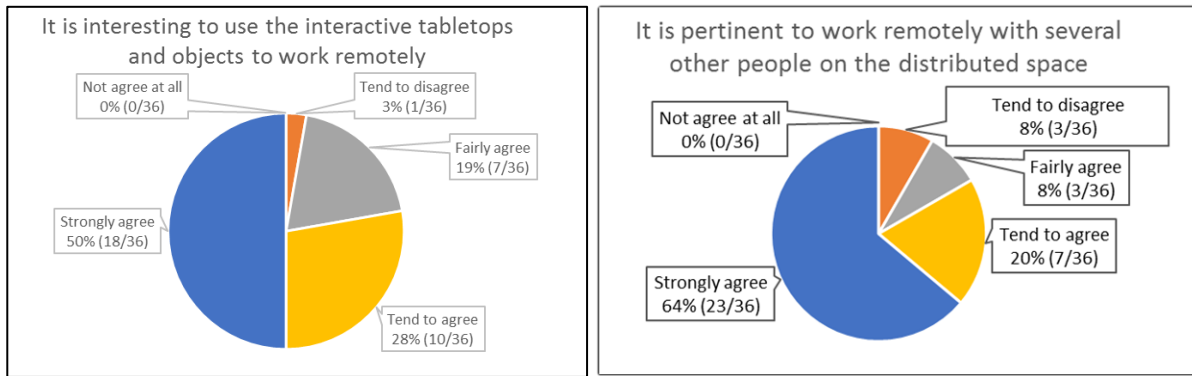 It is interesting to use the interactive tabletops
and objects to work remotely
Not agree at all
0% (0/36)
Tend to disagree
3% (1/36)
Fairly agree
19% (7/36)
Strongly agree
50% (18/36)
Tend to agree
28% (10/36)
It is pertinent to work remotely with several
other people on the distributed space
Not agree at all
0% (0/36)
Tend to disagree
8% (3/36)
Fairly agree
8% (3/36)
Tend to agree
20% (7/36)
Strongly agree
64% (23/36)